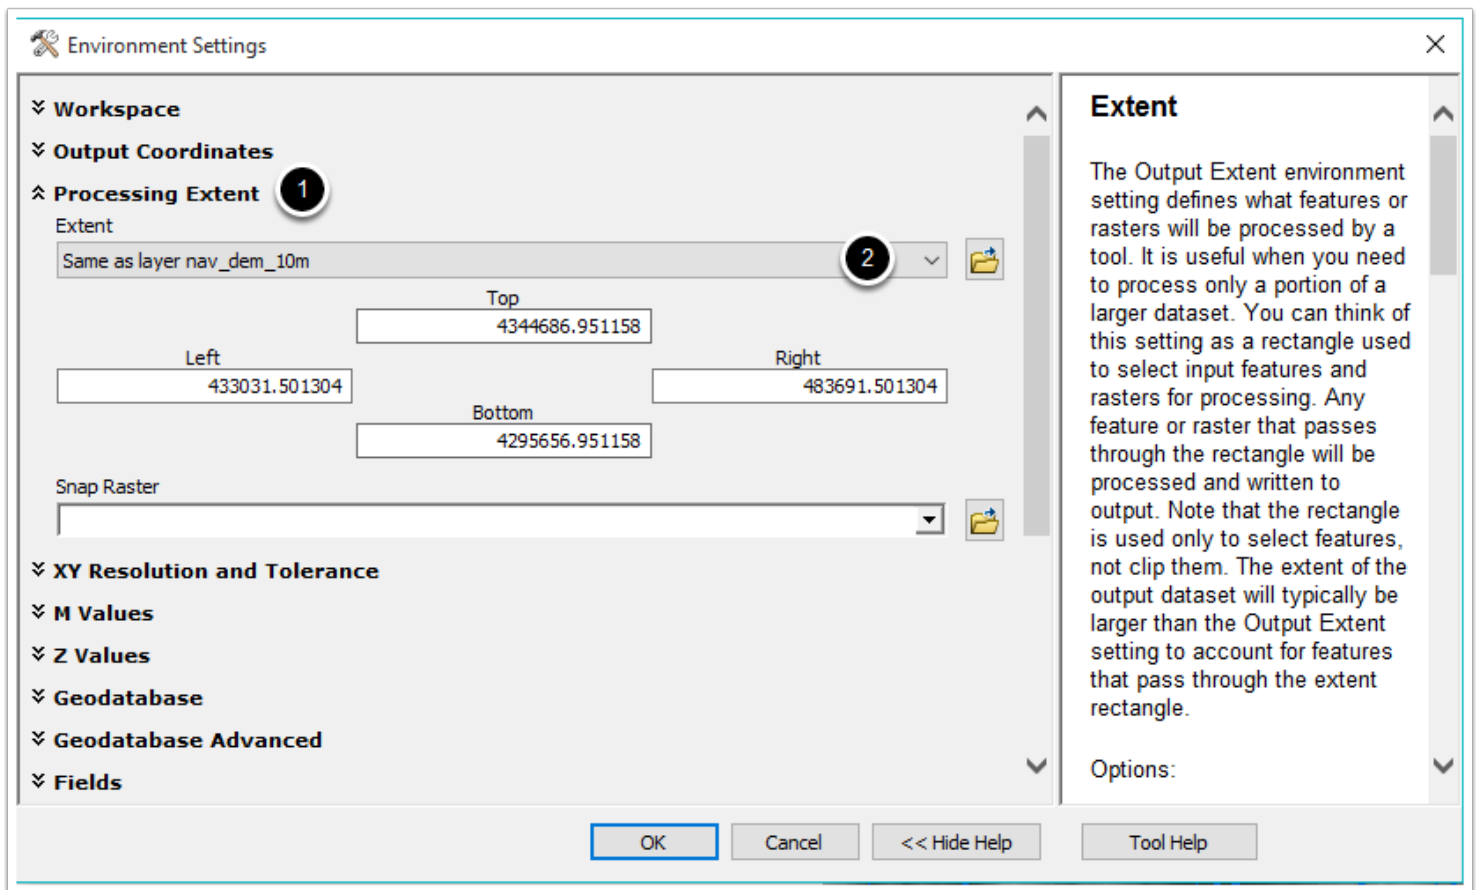 Environment Settings
Workspace
Output Coordinates
Processing Extent
1
Extent
Same as layer nav_dem_10m
2
Top
4344686.951158
Left
Right
433031.501304
483691.501304
Bottom
4295656.951158
Snap Raster
XY Resolution and Tolerance
M Values
Z Values
Geodatabase
Geodatabase Advanced
Fields
Extent
The Output Extent environment
setting defines what features or
rasters will be processed by a
tool. It is useful when you need
to process only a portion of a
larger dataset. You can think of
this setting as a rectangle used
to select input features and
rasters for processing. Any
feature or raster that passes
through the rectangle will be
processed and written to
output. Note that the rectangle
is used only to select features,
not clip them. The extent of the
output dataset will typically be
larger than the Output Extent
setting to account for features
that pass through the extent
rectangle.
Options:
OK
Cancel
<< Hide Help
Tool Help